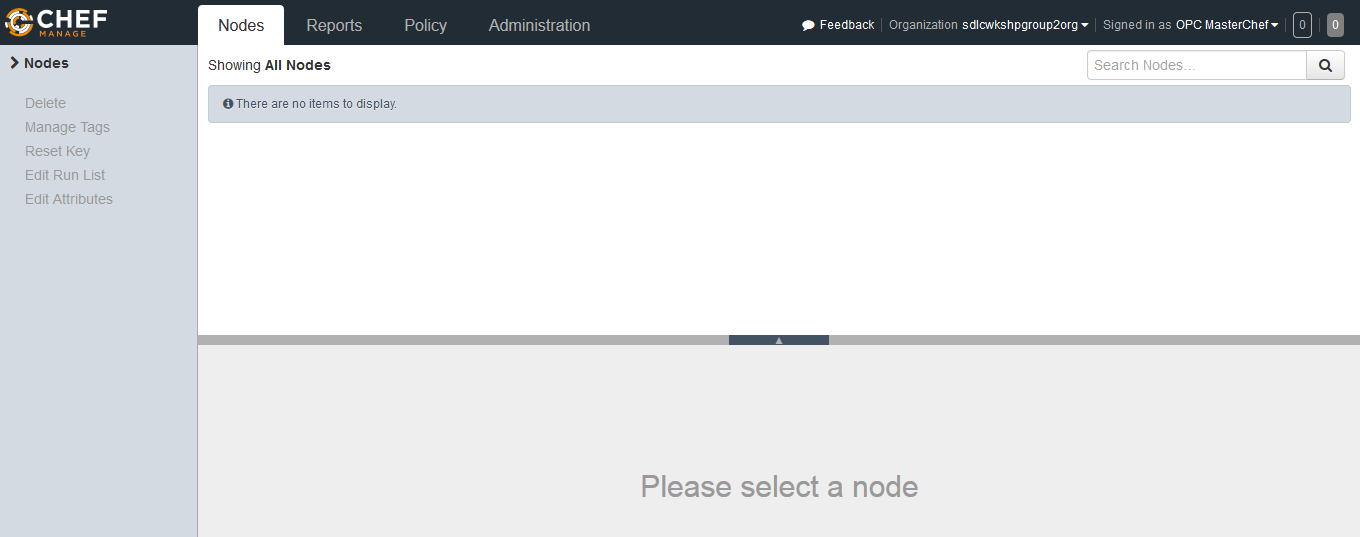 CHEF
MANAGE
Nodes Reports Policy Administration
Feedback Organization sdlcwkshpgroup2org Signed in as OPC MasterChef 0 0
Nodes
Delete
Manage Tags
Reset Key
Edit Run List
Edit Attributes
Showing All Nodes
Search Nodes...
There are no items to display.
Please select a node